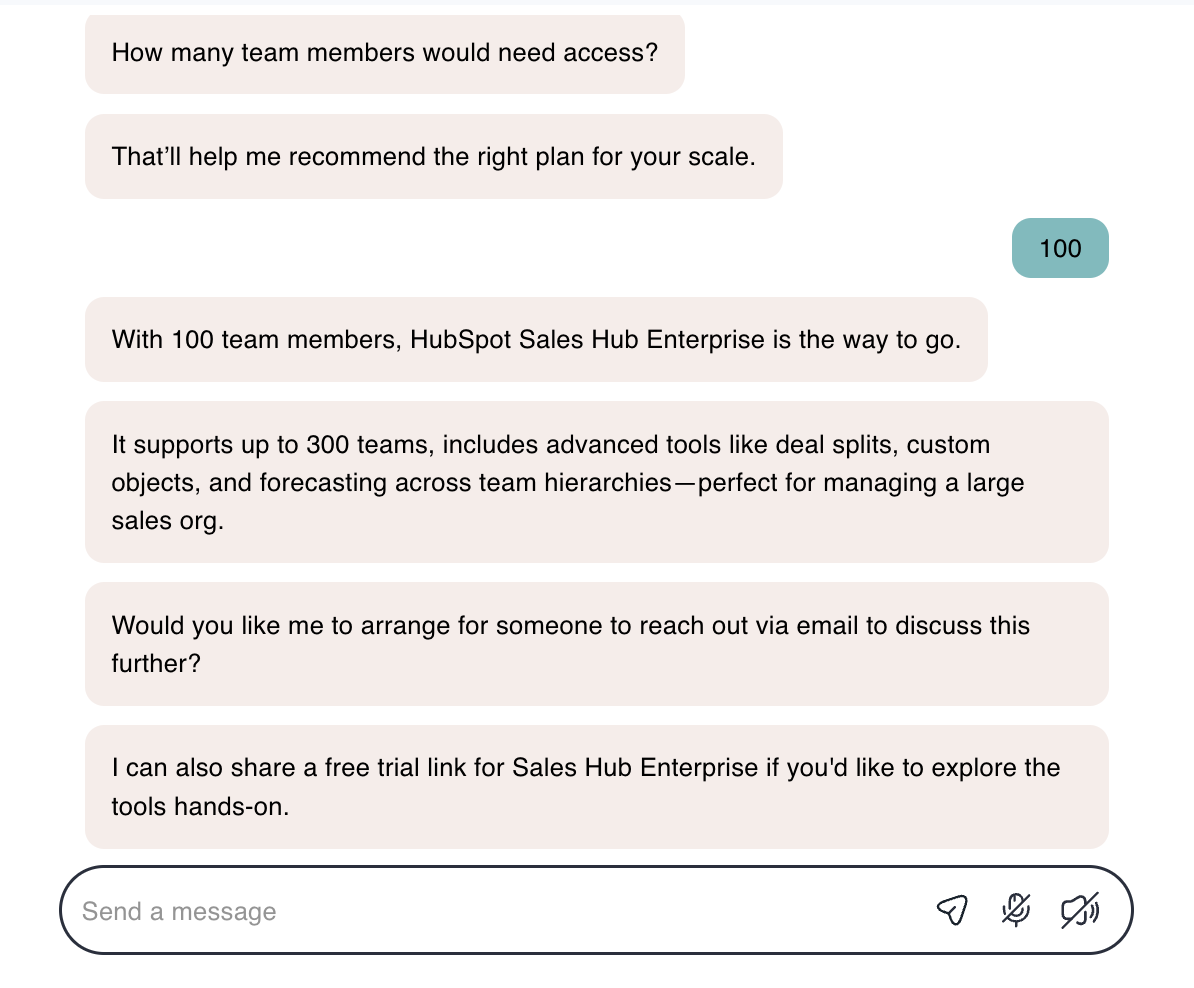 How many team members would need access?
That’ll help me recommend the right plan for your scale.
100
With 100 team members, HubSpot Sales Hub Enterprise is the way to go.
It supports up to 300 teams, includes advanced tools like deal splits, custom
objects, and forecasting across team hierarchies—perfect for managing a large
sales org.
Would you like me to arrange for someone to reach out via email to discuss this
further?
I can also share a free trial link for Sales Hub Enterprise if you'd like to explore the
tools hands-on.
Send a message